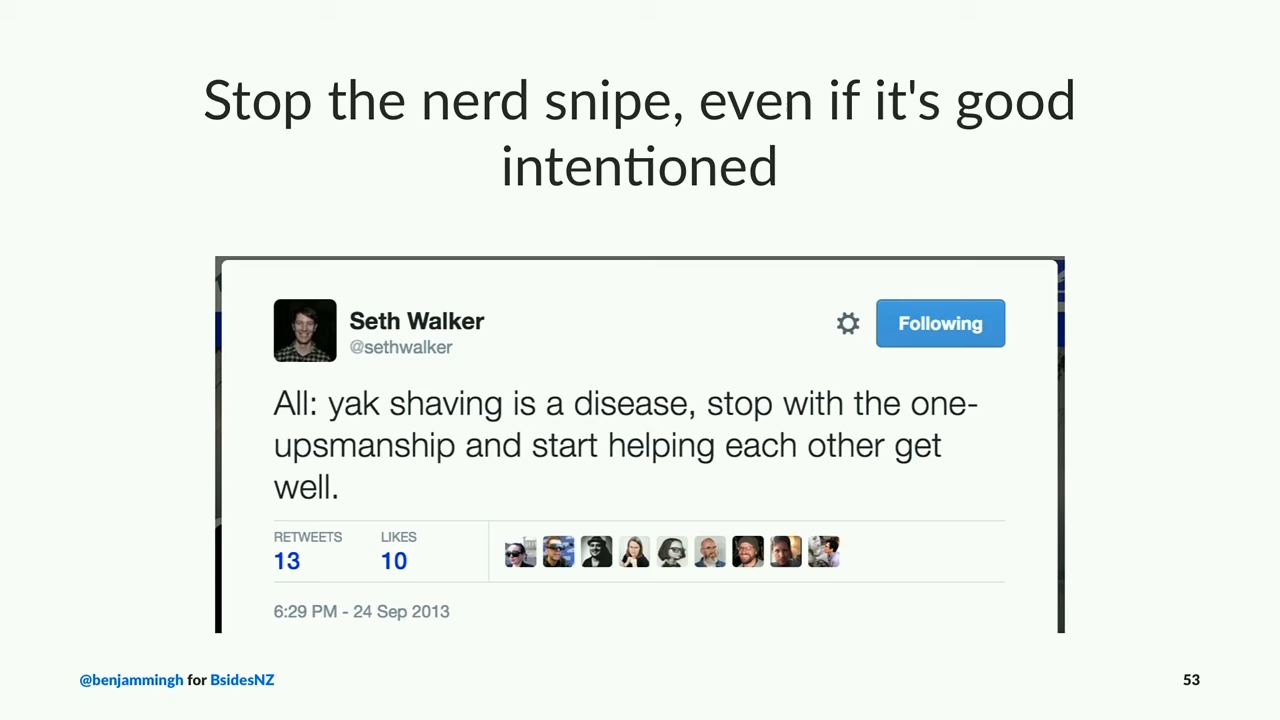 Stop the nerd snipe, even if it's good
intentioned
Seth Walker
@sethwalker
Following
All: yak shaving is a disease, stop with the one-
upsmanship and start helping each other get
well.
RETWEETS LIKES
13 10
6:29 PM - 24 Sep 2013
@benjammingh for BsidesNZ
53